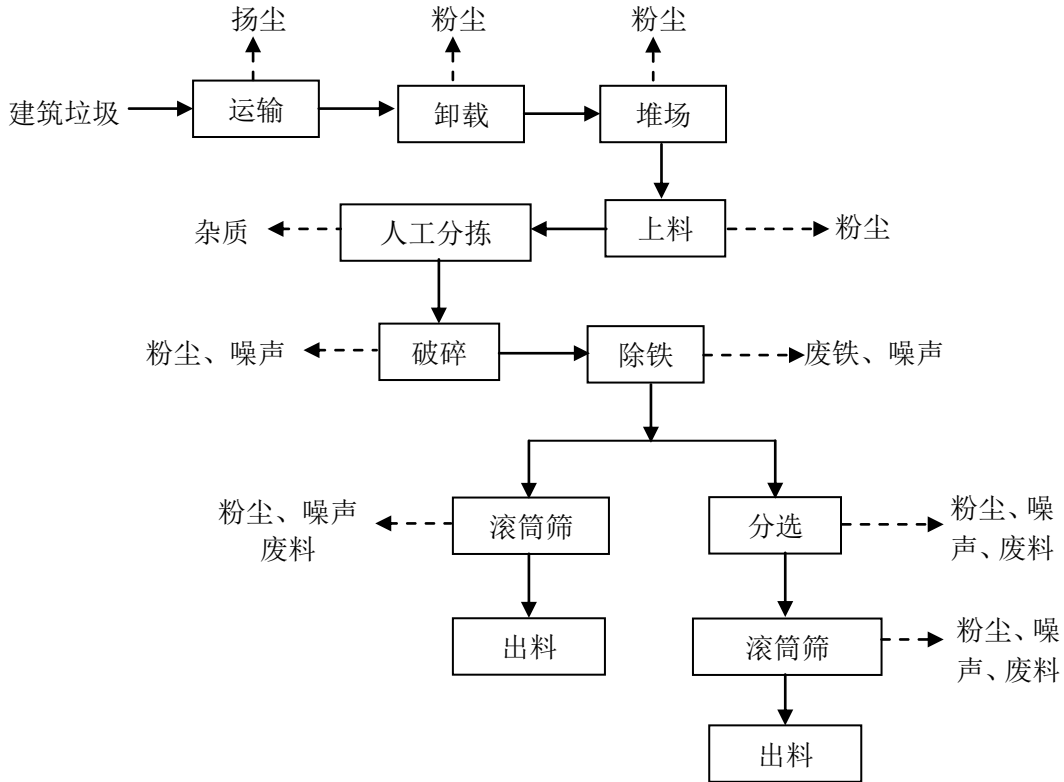 扬尘
粉尘
粉尘
建筑垃圾
运输
卸载
堆场
杂质
人工分拣
上料
粉尘
粉尘、噪声
破碎
除铁
废铁、噪声
粉尘、噪声
废料
滚筒筛
分选
粉尘、噪
声、废料
出料
滚筒筛
粉尘、噪
声、废料
出料